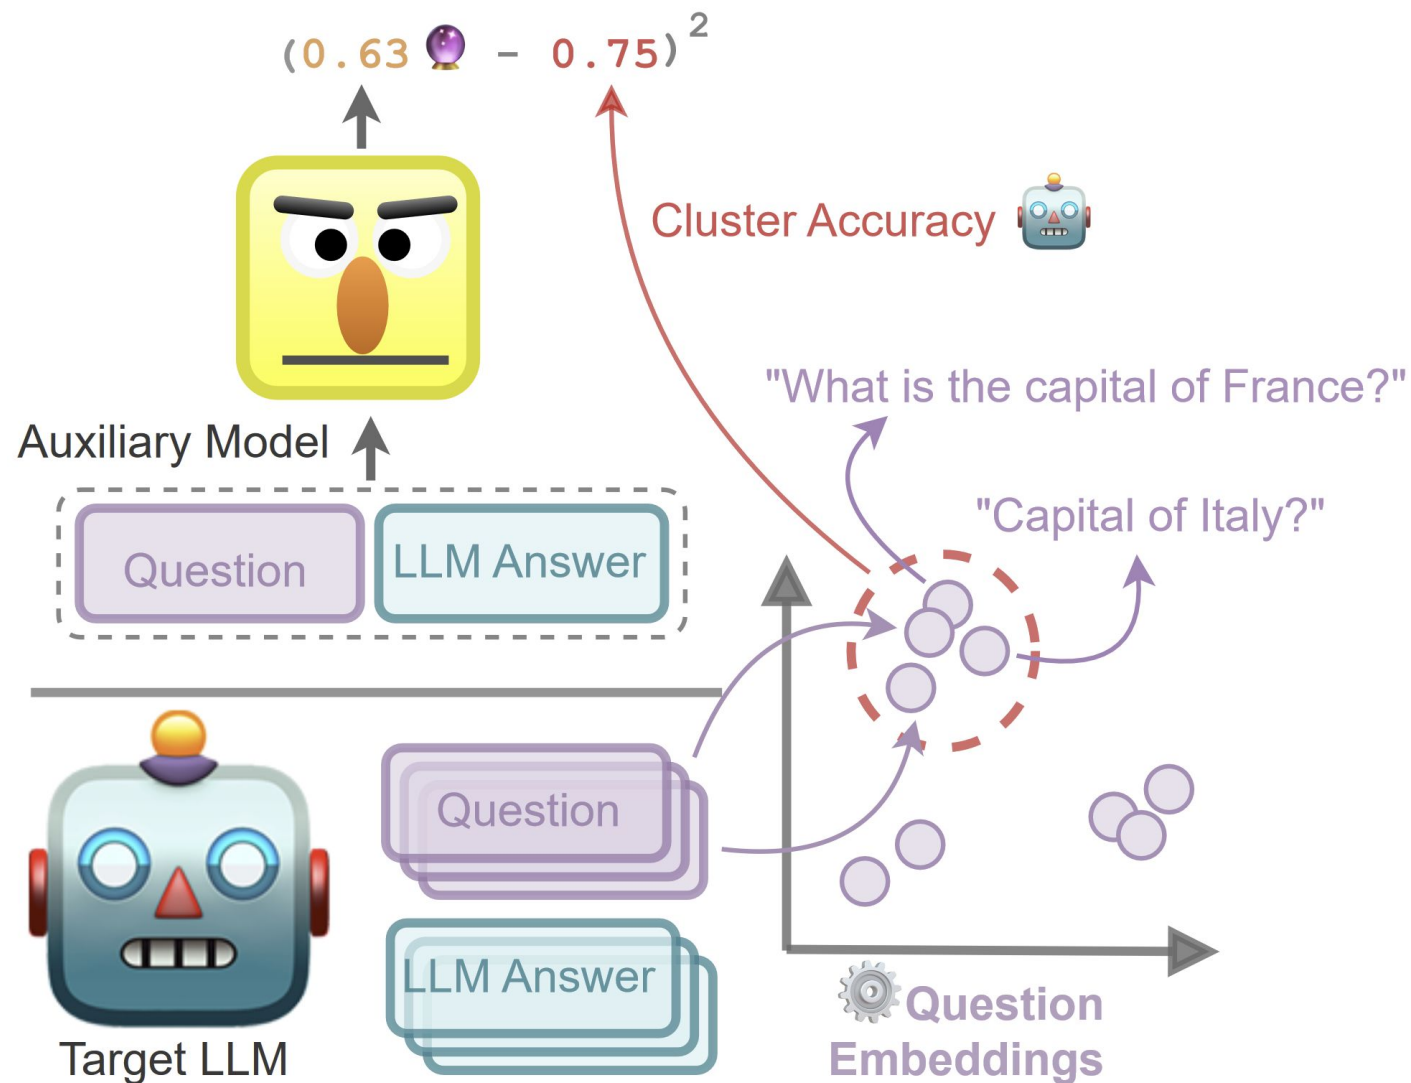 (0.63 - 0.75)²
Cluster Accuracy
"What is the capital of France?"
Auxiliary Model
"Capital of Italy?"
Question
LLM Answer
Question
LLM Answer
Target LLM
Question
Embeddings